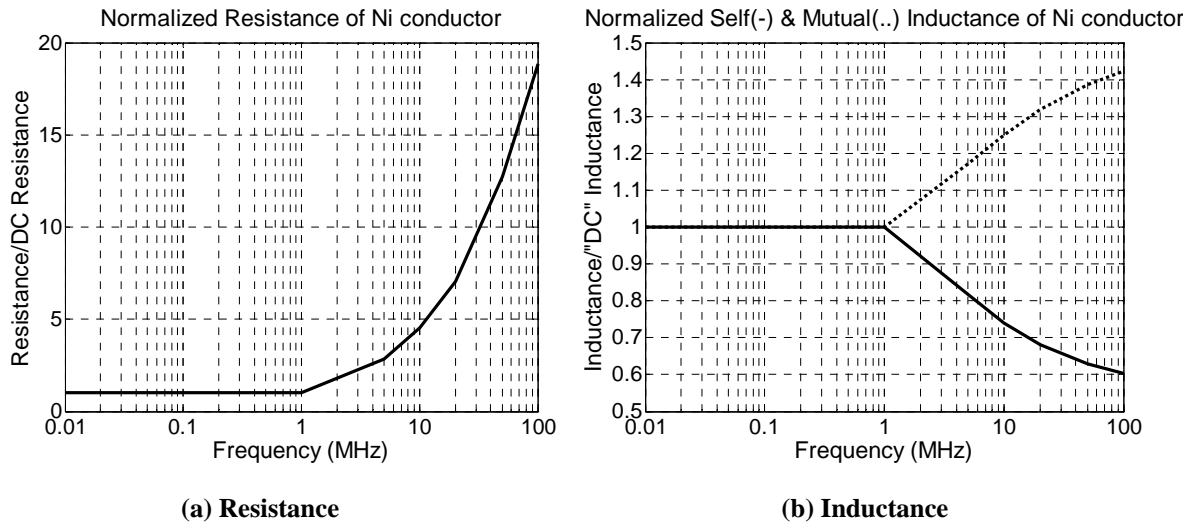 Normalized Resistance of Ni conductor
20
15
10
5
0
0.01 0.1 1 10 100
Resistance/DC Resistance
Frequency (MHz)
(a) Resistance
Normalized Self(-) & Mutual(..) Inductance of Ni conductor
1.5
1.4
1.3
1.2
1.1
1
0.9
0.8
0.7
0.6
0.5
0.01 0.1 1 10 100
Inductance/"DC" Inductance
Frequency (MHz)
(b) Inductance